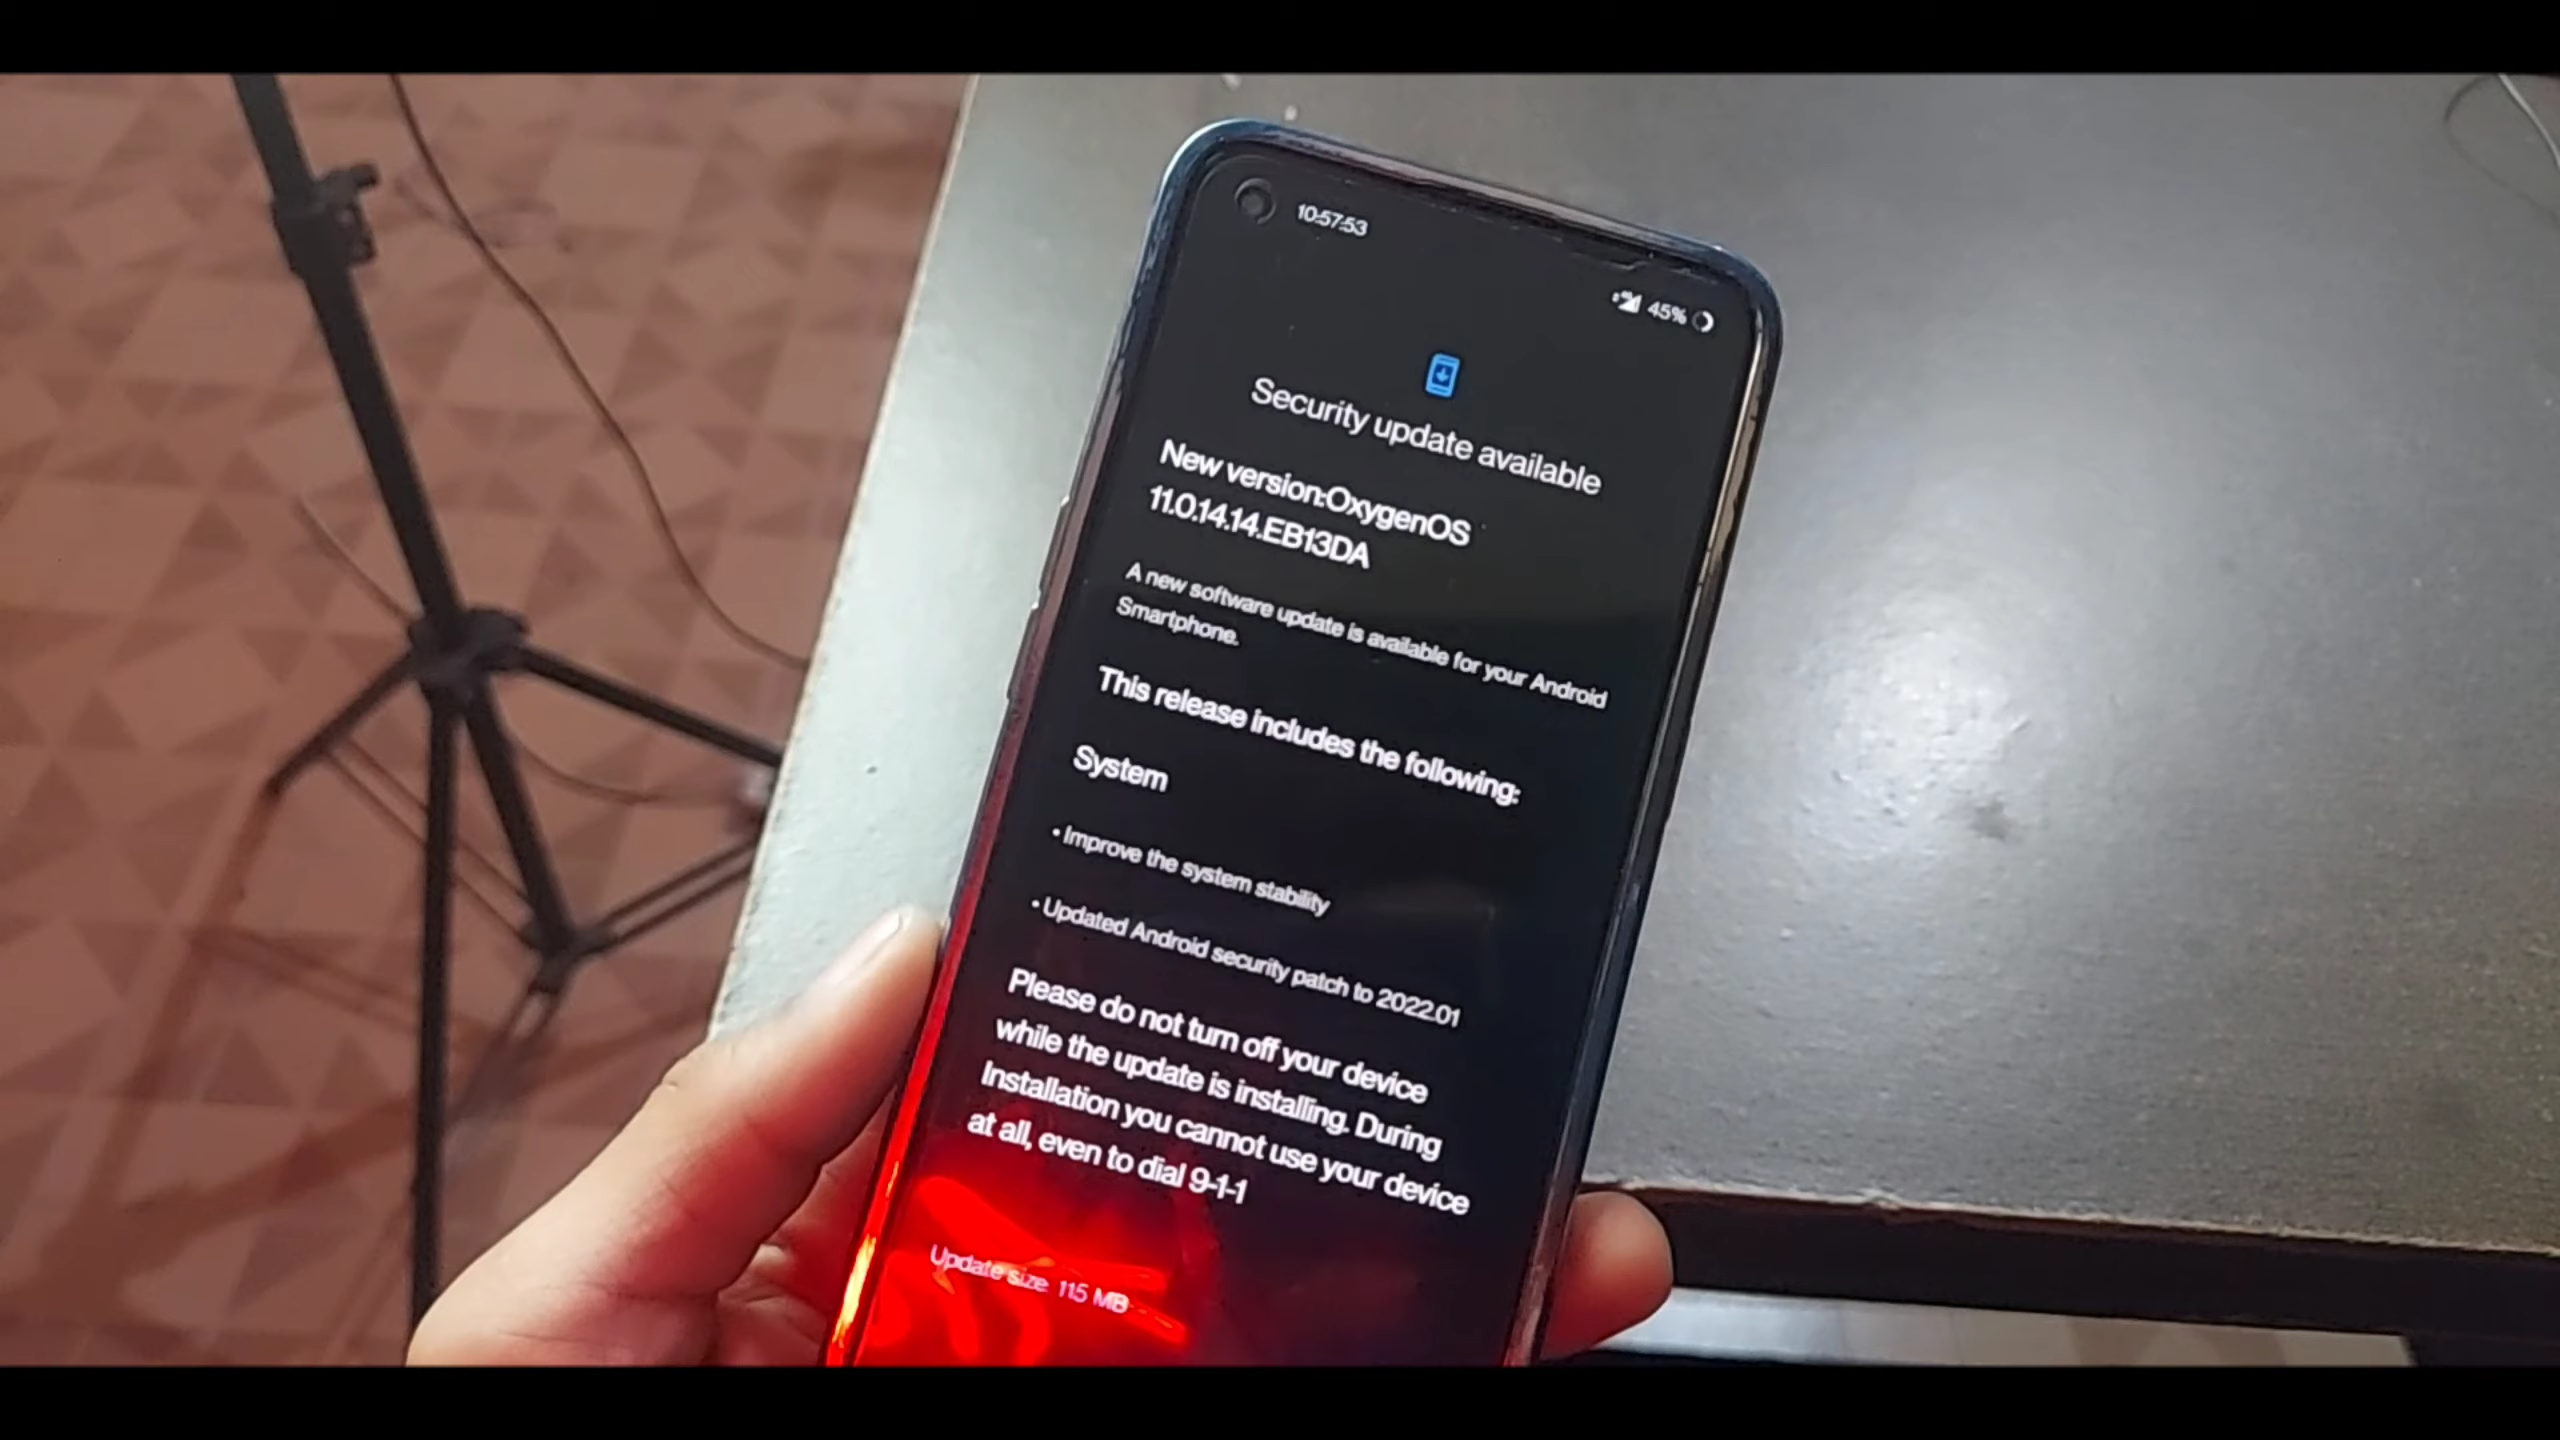 10:57:53
45%
Security update available
New version:OxygenOS
11.0.14.14.EB13DA
A new software update is available for your Android
Smartphone.
This release includes the following:
System
• Improve the system stability
• Updated Android security patch to 2022.01
Please do not turn off your device
while the update is installing. During
Installation you cannot use your device
at all, even to dial 9-1-1
Update size: 115 MB